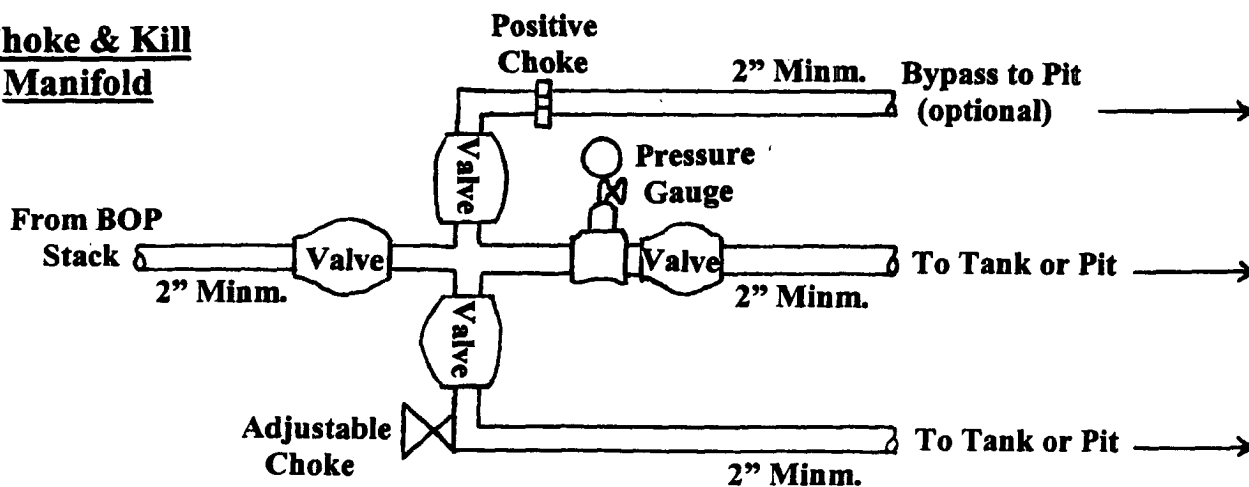 hoke & Kill
Manifold
Positive
Choke
2” Minm.
Bypass to Pit
(optional)
Valve
Pressure
Gauge
From BOP
Stack
Valve
Valve
To Tank or Pit
2” Minm.
2” Minm.
Valve
Adjustable
Choke
To Tank or Pit
2” Minm.